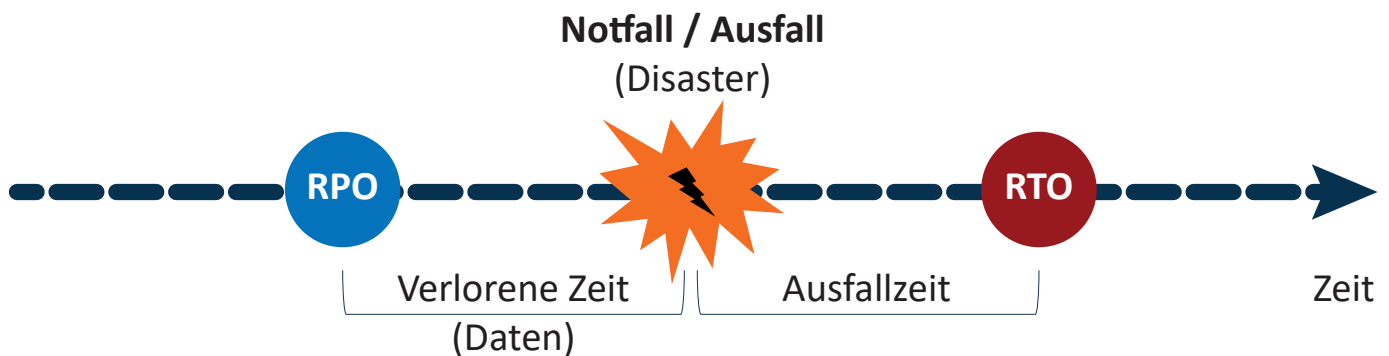 Notfall / Ausfall
(Disaster)
RPO
RTO
Verlorene Zeit
(Daten)
Ausfallzeit
Zeit